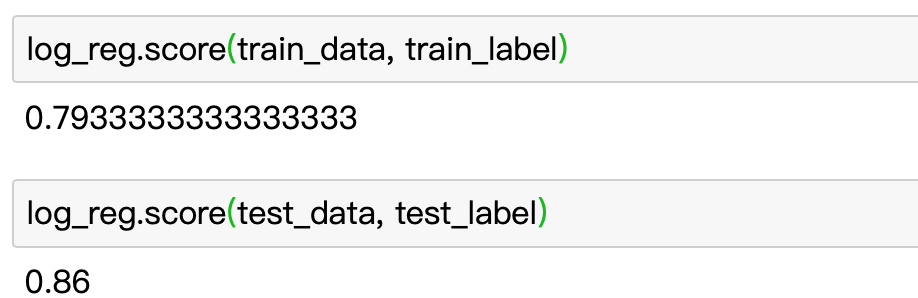 log_reg.score(train_data, train_label)
0.7933333333333333
log_reg.score(test_data, test_label)
0.86